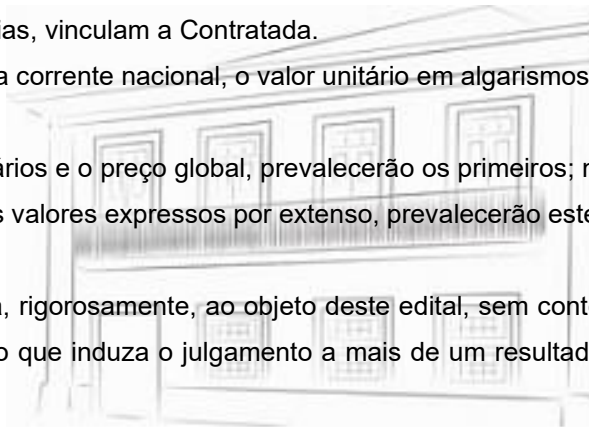 ias, vinculam a Contratada.
a corrente nacional, o valor unitário em algarismos
ários e o preço global, prevalecerão os primeiros; n
s valores expressos por extenso, prevalecerão este
a, rigorosamente, ao objeto deste edital, sem conte
o que induza o julgamento a mais de um resultad